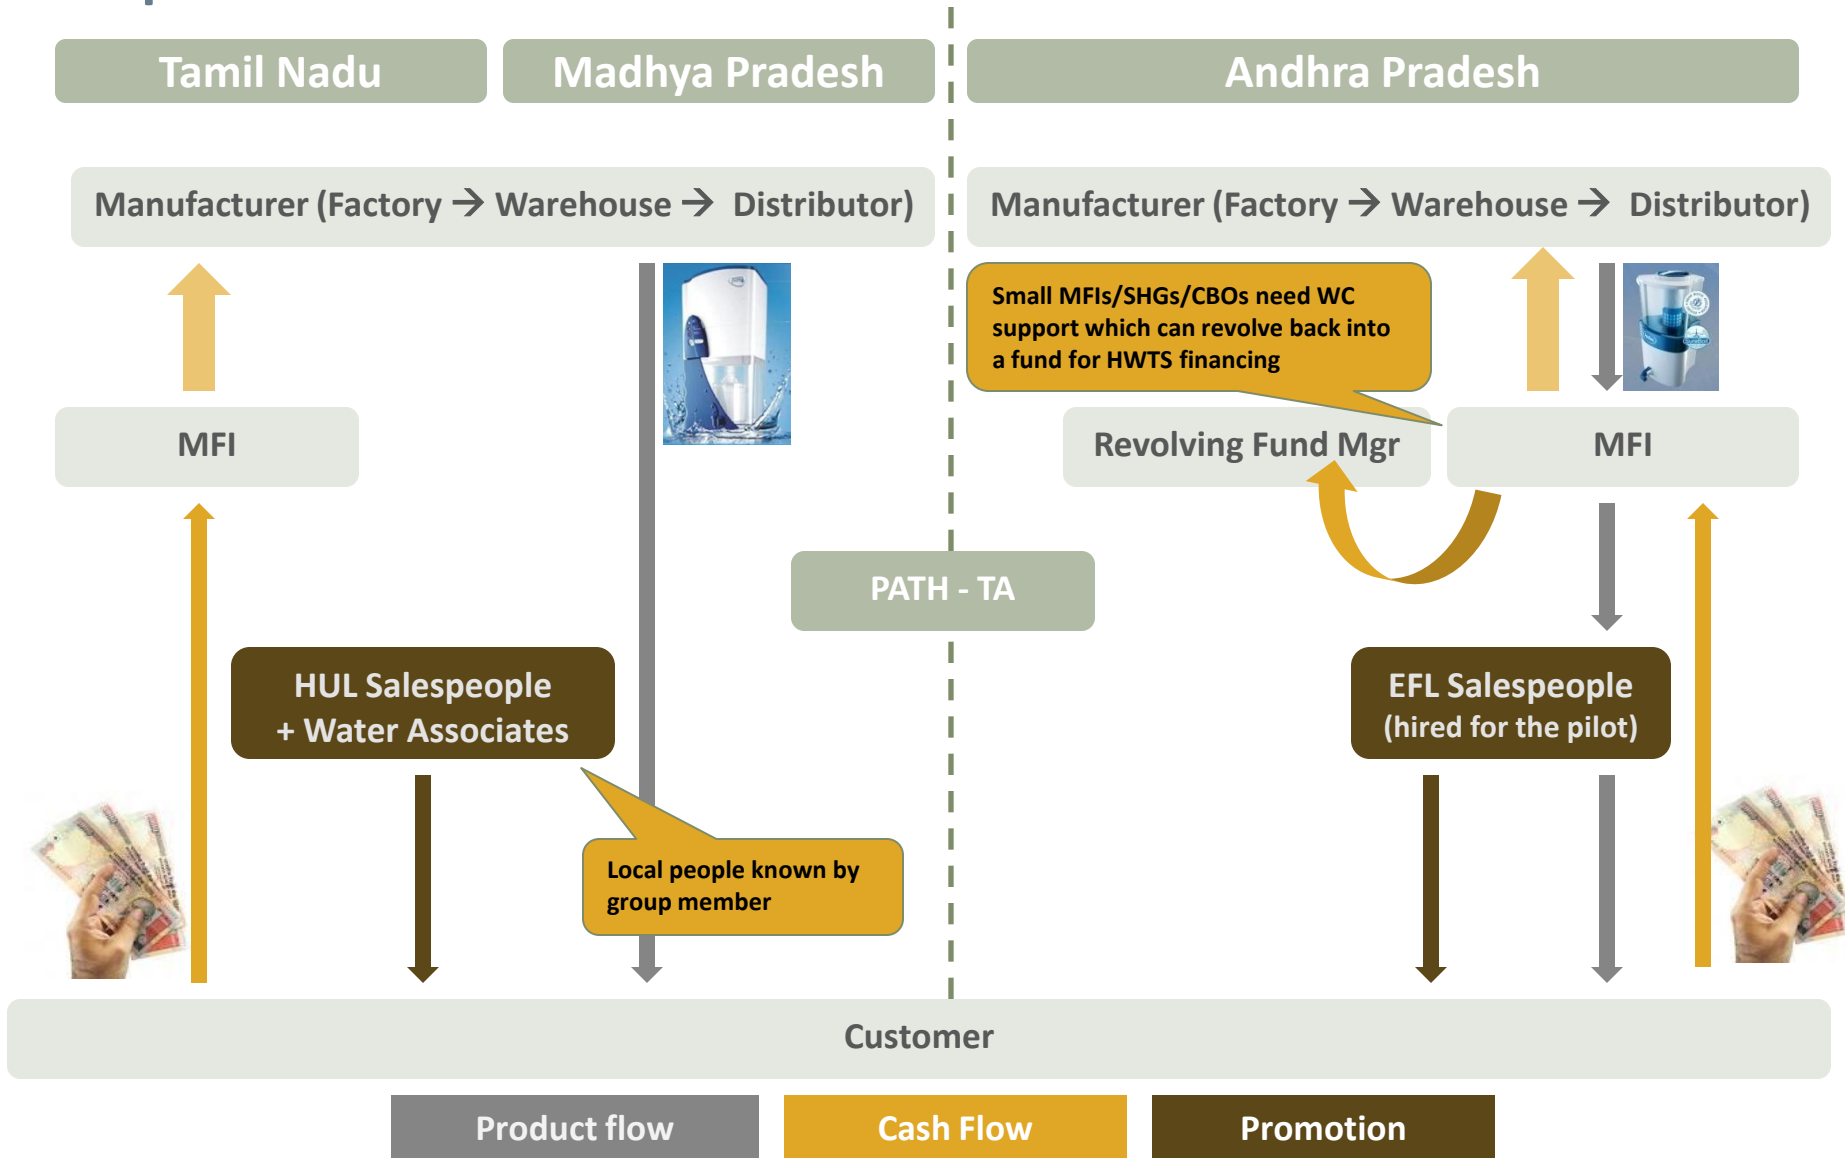 Tamil Nadu
Madhya Pradesh
Andhra Pradesh
Manufacturer (Factory → Warehouse → Distributor)
Manufacturer (Factory → Warehouse → Distributor)
Small MFIs/SHGs/CBOs need WC
support which can revolve back into
a fund for HWTS financing
MFI
Revolving Fund Mgr
MFI
PATH - TA
HUL Salespeople
+ Water Associates
EFL Salespeople
(hired for the pilot)
Local people known by
group member
Customer
Product flow
Cash Flow
Promotion